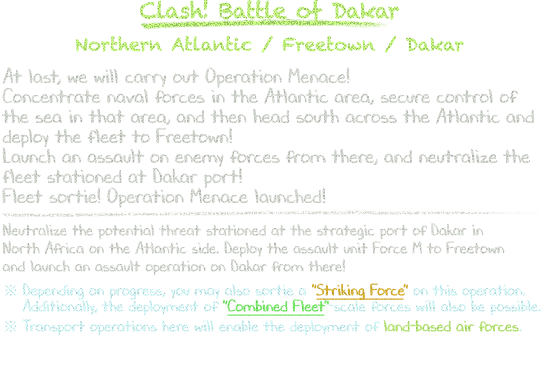 Clash! Battle of Dakar
Northern Atlantic / Freetown / Dakar
At last, we will carry out Operation Menace!
Concentrate naval forces in the Atlantic area, secure control of
the sea in that area, and then head south across the Atlantic and
deploy the fleet to Freetown!
Launch an assault on enemy forces from there, and neutralize the
fleet stationed at Dakar port!
Fleet sortie! Operation Menace launched!
Neutralize the potential threat stationed at the strategic port of Dakar in
North Africa on the Atlantic side. Deploy the assault unit Force M to Freetown
and launch an assault operation on Dakar from there!
※ Depending on progress, you may also sortie a "Striking Force" on this operation.
Additionally, the deployment of "Combined Fleet"-scale forces will also be possible.
※ Transport operations here will enable the deployment of land-based air forces.